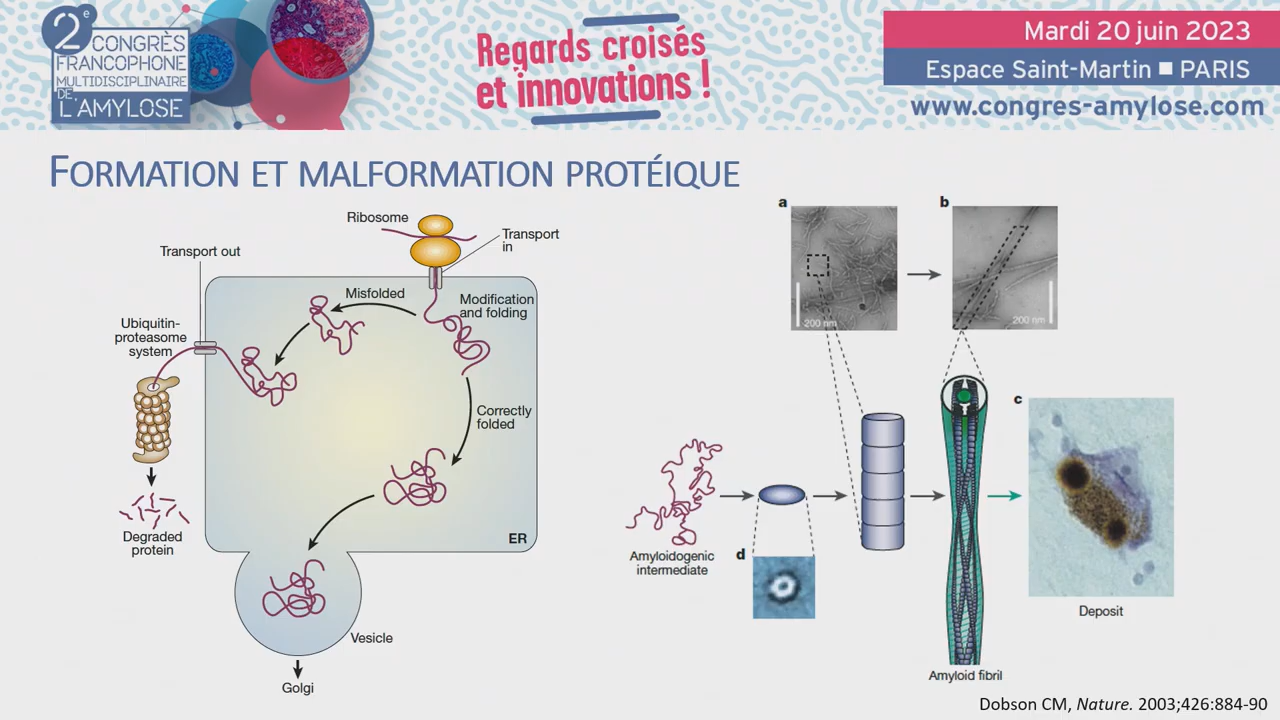 2e CONGRÈS
FRANCOPHONE
MULTIDISCIPLINAIRE
DE
L'AMYLOSE
Regards croisés
et innovations !
Mardi 20 juin 2023
Espace Saint-Martin ■ PARIS
www.congres-amylose.com
FORMATION ET MALFORMATION PROTÉIQUE
Ribosome
Transport
in
Transport out
Misfolded
Modification
and folding
Ubiquitin-
proteasome
system
Correctly
folded
Degraded
protein
ER
Vesicle
Golgi
a
200 nm
b
200 nm
c
Amyloidogenic
intermediate
d
Deposit
Amyloid fibril
Dobson CM, Nature. 2003;426:884-90